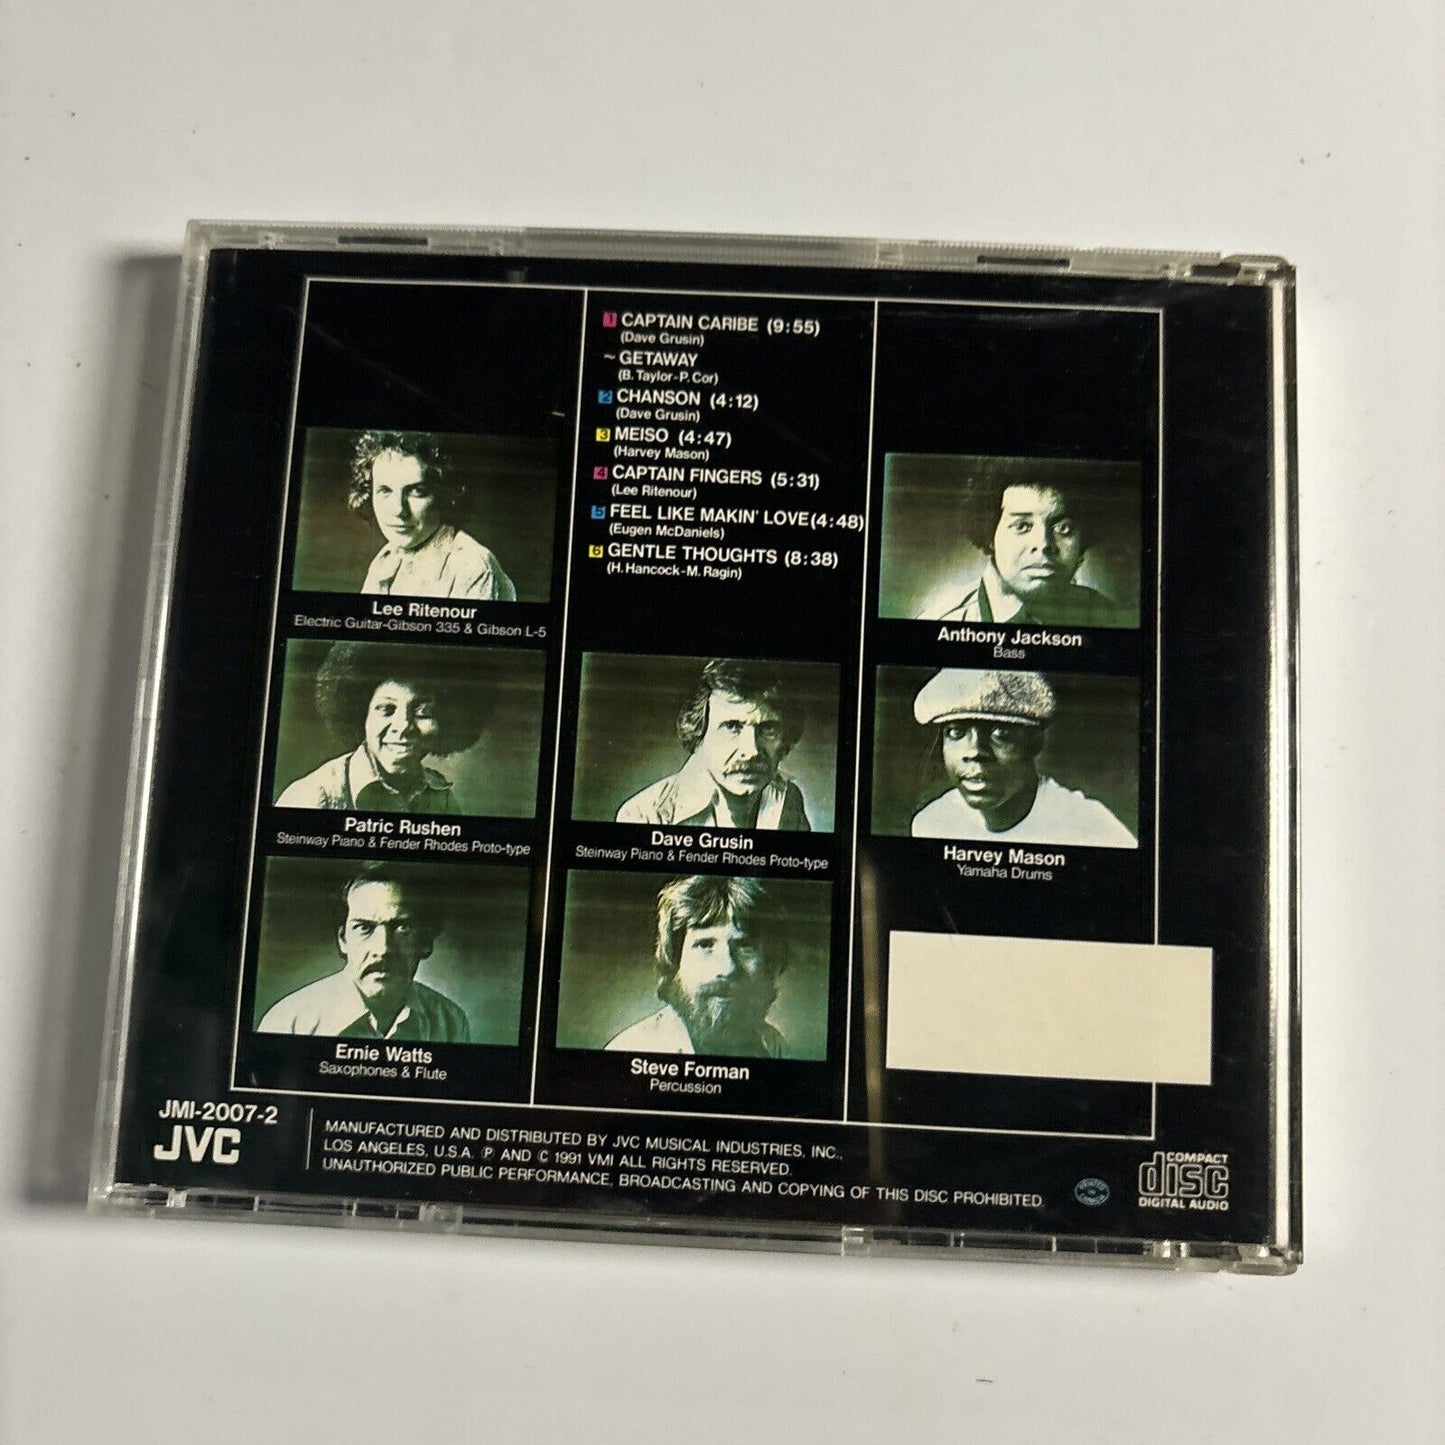 1 CAPTAIN CARIBE (9:55)
(Dave Grusin)
~GETAWAY
(B. Taylor-P. Cor)
2 CHANSON (4:12)
(Dave Grusin)
3 MEISO (4:47)
(Harvey Mason)
4 CAPTAIN FINGERS (5:31)
(Lee Ritenour)
5 FEEL LIKE MAKIN' LOVE (4:48)
(Eugen McDaniels)
6 GENTLE THOUGHTS (8:38)
(H. Hancock-M. Ragin)
Lee Ritenour
Electric Guitar-Gibson 335 & Gibson L-5
Anthony Jackson
Bass
Patric Rushen
Steinway Piano & Fender Rhodes Proto-type
Dave Grusin
Steinway Piano & Fender Rhodes Proto-type
Harvey Mason
Yamaha Drums
Ernie Watts
Saxophones & Flute
Steve Forman
Percussion
JMI-2007-2
JVC
MANUFACTURED AND DISTRIBUTED BY JVC MUSICAL INDUSTRIES, INC.,
LOS ANGELES, U.S.A. ℗ AND © 1991 VMI ALL RIGHTS RESERVED.
UNAUTHORIZED PUBLIC PERFORMANCE, BROADCASTING AND COPYING OF THIS DISC PROHIBITED.
COMPACT
disc
DIGITAL AUDIO